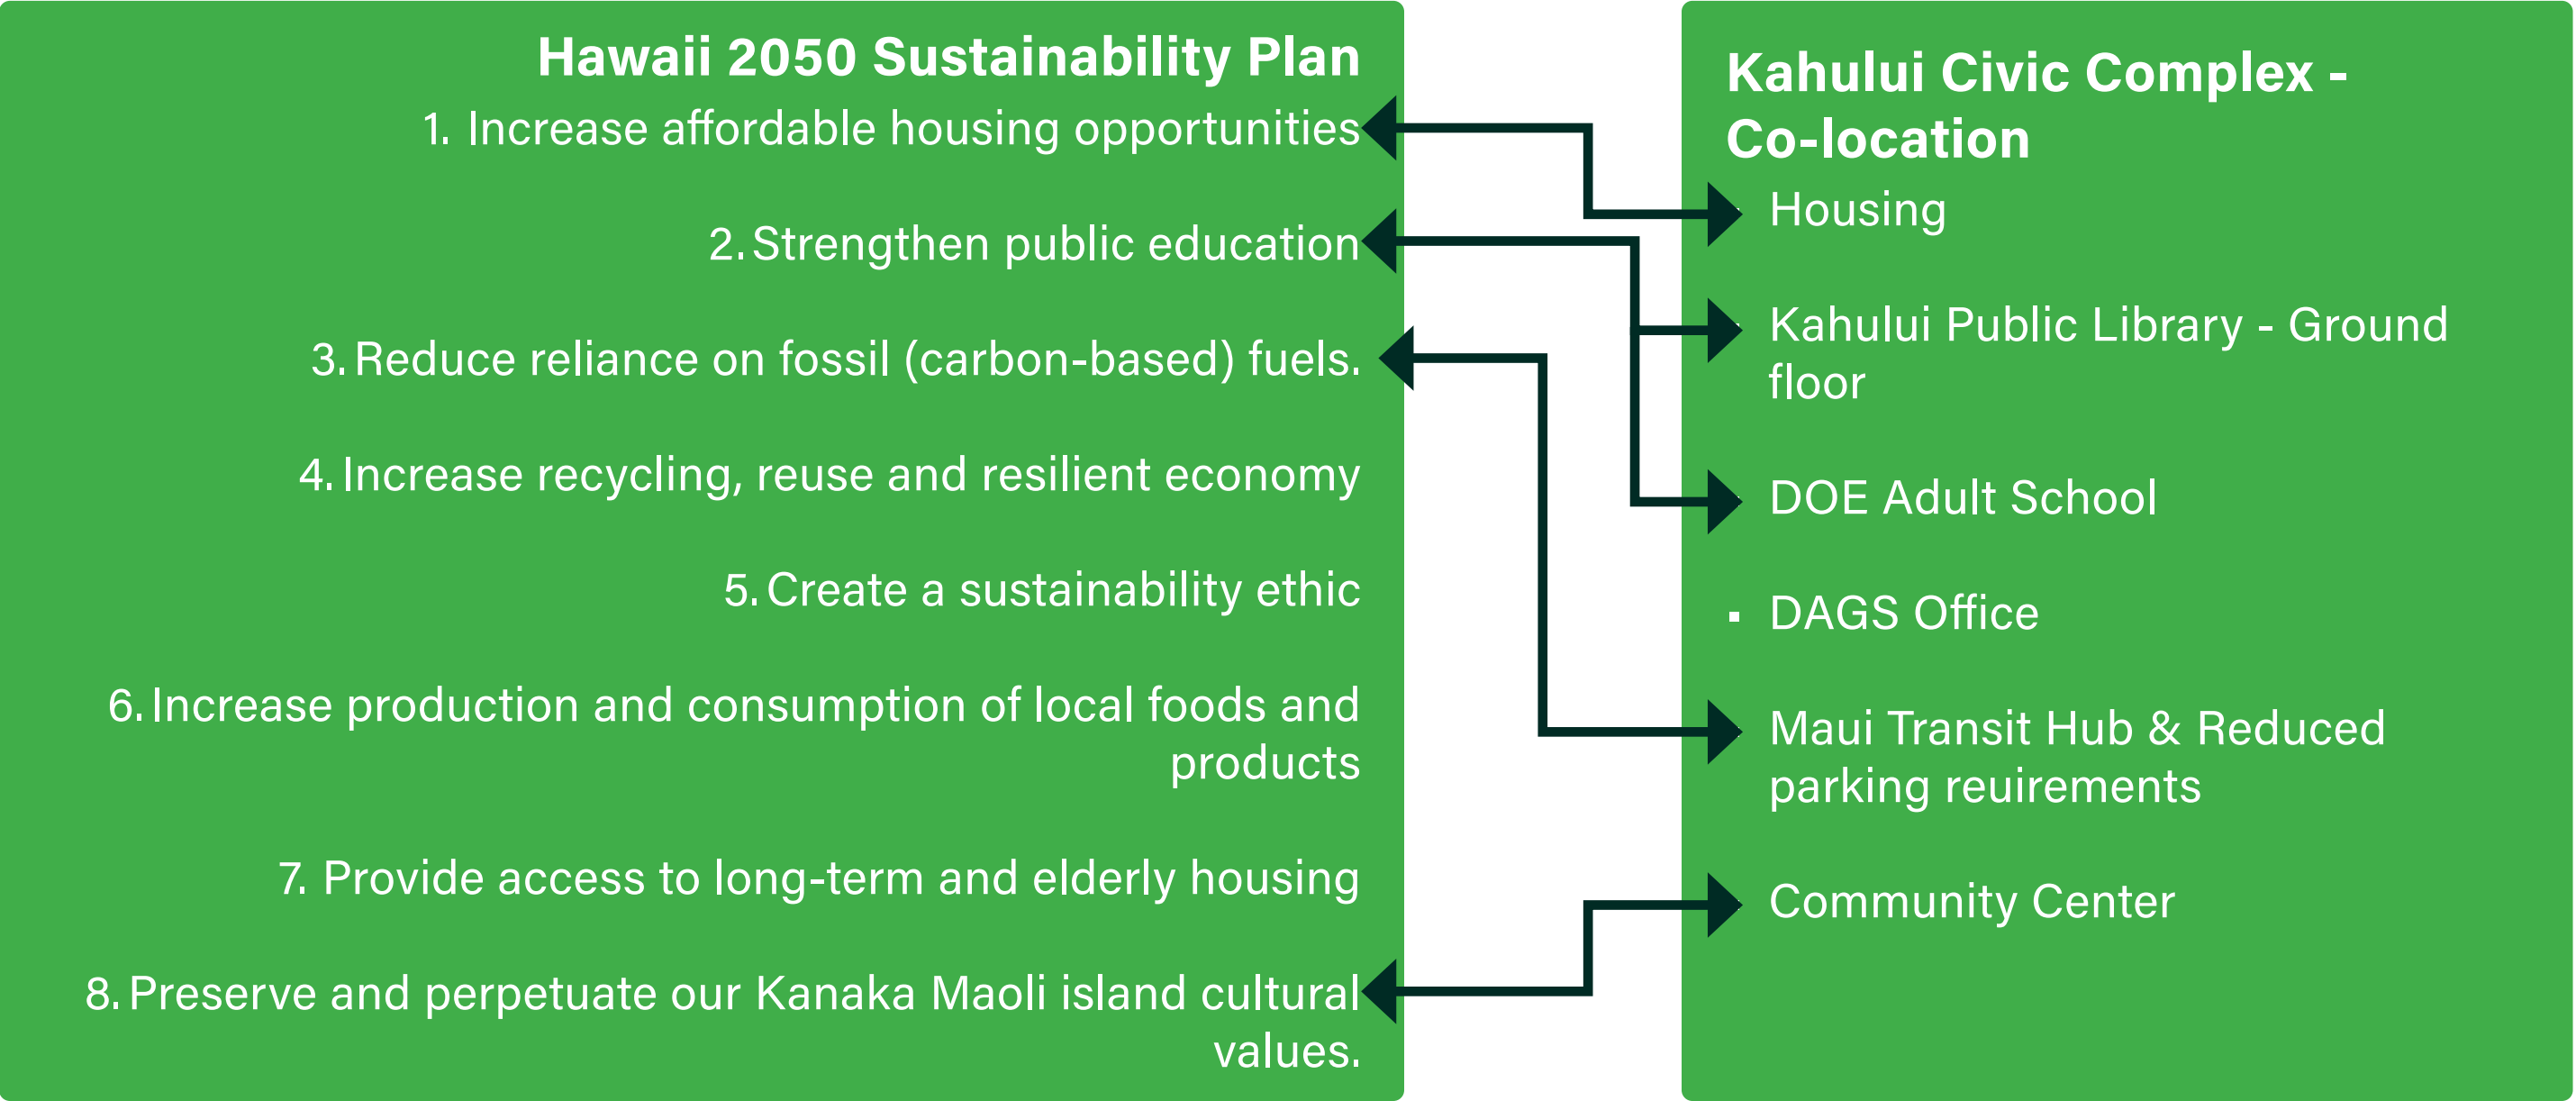 Hawaii 2050 Sustainability Plan
1. Increase affordable housing opportunities
2. Strengthen public education
3. Reduce reliance on fossil (carbon-based) fuels.
4. Increase recycling, reuse and resilient economy
5. Create a sustainability ethic
6. Increase production and consumption of local foods and
products
7. Provide access to long-term and elderly housing
8. Preserve and perpetuate our Kanaka Maoli island cultural
values.
Kahului Civic Complex -
Co-location
Housing
Kahului Public Library - Ground
floor
DOE Adult School
▪ DAGS Office
Maui Transit Hub & Reduced
parking reuirements
Community Center